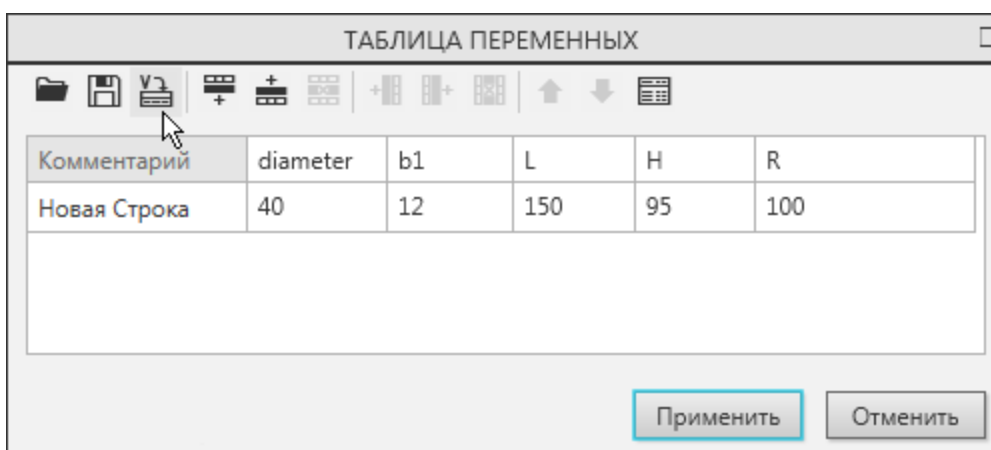 ТАБЛИЦА ПЕРЕМЕННЫХ
Комментарий diameter b1 L H R
Новая Строка 40 12 150 95 100
Применить Отменить